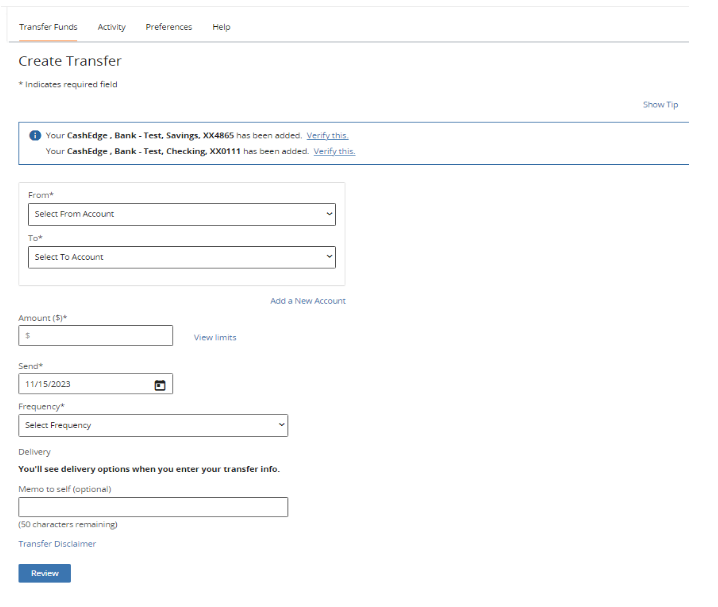 Transfer Funds Activity Preferences Help
Create Transfer
* Indicates required field
Show Tip
Your CashEdge , Bank - Test, Savings, XX4865 has been added. Verify this.
Your CashEdge , Bank - Test, Checking, XX0111 has been added. Verify this.
From*
Select From Account
To*
Select To Account
Add a New Account
Amount ($)*
$
View limits
Send*
11/15/2023
Frequency*
Select Frequency
Delivery
You'll see delivery options when you enter your transfer info.
Memo to self (optional)
(50 characters remaining)
Transfer Disclaimer
Review